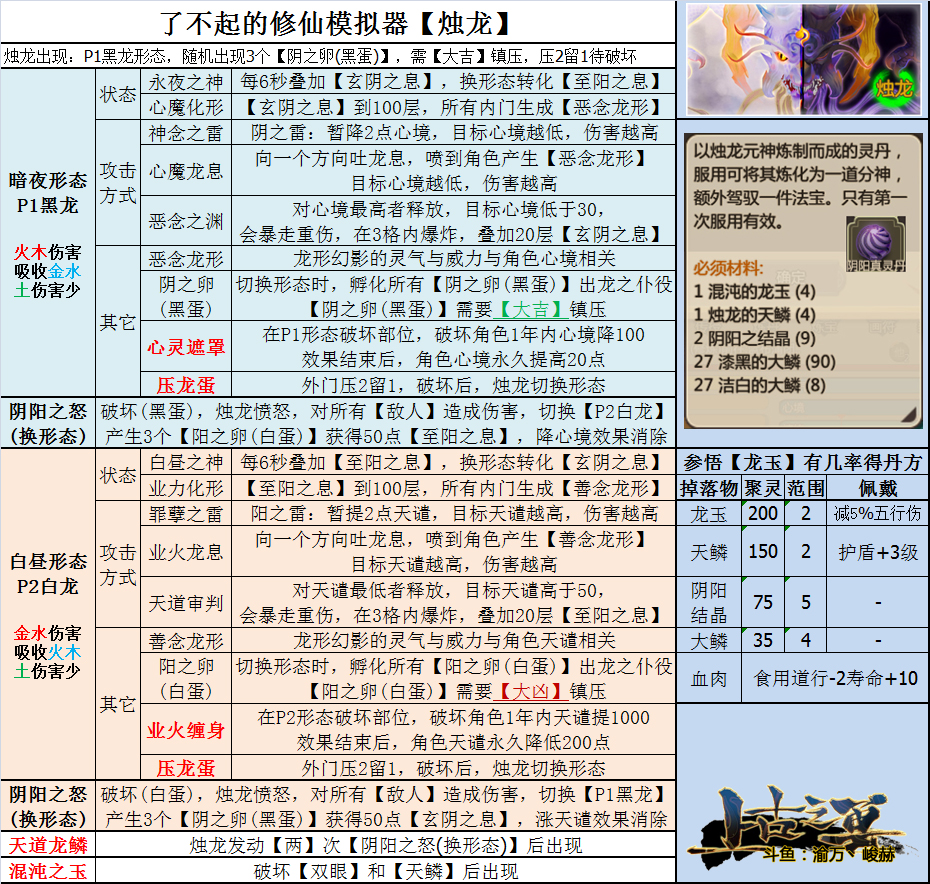 了不起的修仙模拟器【烛龙】
烛龙出现：P1黑龙形态，随机出现3个【阴之卵(黑蛋)】，需【大吉】镇压，压2留1待破坏
暗夜形态
P1黑龙
火木伤害
吸收金水
土伤害少
状态
永夜之神
每6秒叠加【玄阴之息】，换形态转化【至阳之息】
心魔化形
【玄阴之息】到100层，所有内门生成【恶念龙形】
攻击
方式
神念之雷
阴之雷：暂降2点心境，目标心境越低，伤害越高
心魔龙息
向一个方向吐龙息，喷到角色产生【恶念龙形】
目标心境越低，伤害越高
恶念之渊
对心境最高者释放，目标心境低于30，
会暴走重伤，在3格内爆炸，叠加20层【玄阴之息】
其它
恶念龙形
龙形幻影的灵气与威力与角色心境相关
阴之卵
(黑蛋)
切换形态时，孵化所有【阴之卵(黑蛋)】出龙之仆役
【阴之卵(黑蛋)】需要【大吉】镇压
心灵遮罩
在P1形态破坏部位，破坏角色1年内心境降100
效果结束后，角色心境永久提高20点
压龙蛋
外门压2留1，破坏后，烛龙切换形态
阴阳之怒
(换形态)
破坏(黑蛋)，烛龙愤怒，对所有【敌人】造成伤害，切换【P2白龙】
产生3个【阳之卵(白蛋)】获得50点【至阳之息】，降心境效果消除
白昼形态
P2白龙
金水伤害
吸收火木
土伤害少
状态
白昼之神
每6秒叠加【至阳之息】，换形态转化【玄阴之息】
业力化形
【至阳之息】到100层，所有内门生成【善念龙形】
攻击
方式
罪孽之雷
阳之雷：暂提2点天谴，目标天谴越高，伤害越高
业火龙息
向一个方向吐龙息，喷到角色产生【善念龙形】
目标天谴越高，伤害越高
天道审判
对天谴最低者释放，目标天谴高于50，
会暴走重伤，在3格内爆炸，叠加20层【至阳之息】
其它
善念龙形
龙形幻影的灵气与威力与角色天谴相关
阳之卵
(白蛋)
切换形态时，孵化所有【阳之卵(白蛋)】出龙之仆役
【阳之卵(白蛋)】需要【大凶】镇压
业火缠身
在P2形态破坏部位，破坏角色1年内天谴提1000
效果结束后，角色天谴永久降低200点
压龙蛋
外门压2留1，破坏后，烛龙切换形态
阴阳之怒
(换形态)
破坏(白蛋)，烛龙愤怒，对所有【敌人】造成伤害，切换【P1黑龙】
产生3个【阴之卵(黑蛋)】获得50点【玄阴之息】，涨天谴效果消除
天道龙鳞
烛龙发动【两】次【阴阳之怒(换形态)】后出现
混沌之玉
破坏【双眼】和【天鳞】后出现
烛龙
以烛龙元神炼制而成的灵丹，
服用可将其炼化为一道分神，
额外驾驭一件法宝。只有第一
次服用有效。
阴阳真灵丹
必须材料:
1 混沌的龙玉 (4)
1 烛龙的天鳞 (4)
2 阴阳之结晶 (9)
27 漆黑的大鳞 (90)
27 洁白的大鳞 (8)
参悟【龙玉】有几率得丹方
掉落物 聚灵 范围 佩戴
龙玉 200 2 减5%五行伤
天鳞 150 2 护盾+3级
阴阳
结晶 75 5 -
大鳞 35 4 -
血肉 食用道行-2寿命+10
斗鱼：渝万丶峻赫